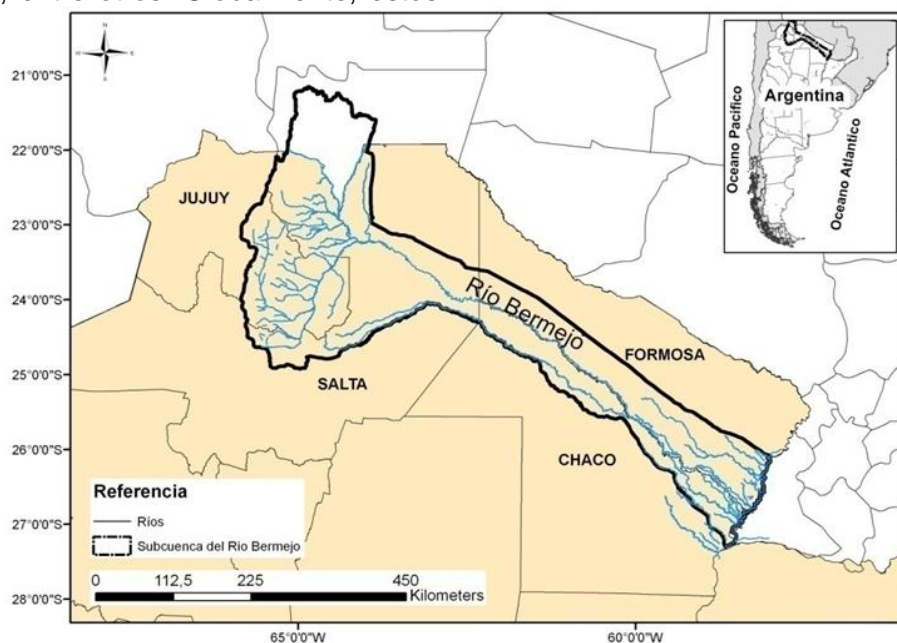 N
W E
S
21°0'0"S
22°0'0"S
23°0'0"S
24°0'0"S
25°0'0"S
26°0'0"S
27°0'0"S
28°0'0"S
Oceano Pacifico
Argentina
Oceano Atlantico
JUJUY
Río Bermejo
FORMOSA
SALTA
CHACO
Referencia
Ríos
Subcuenca del Rio Bermejo
0 112,5 225 450
Kilometers
65°0'0"W 60°0'0"W